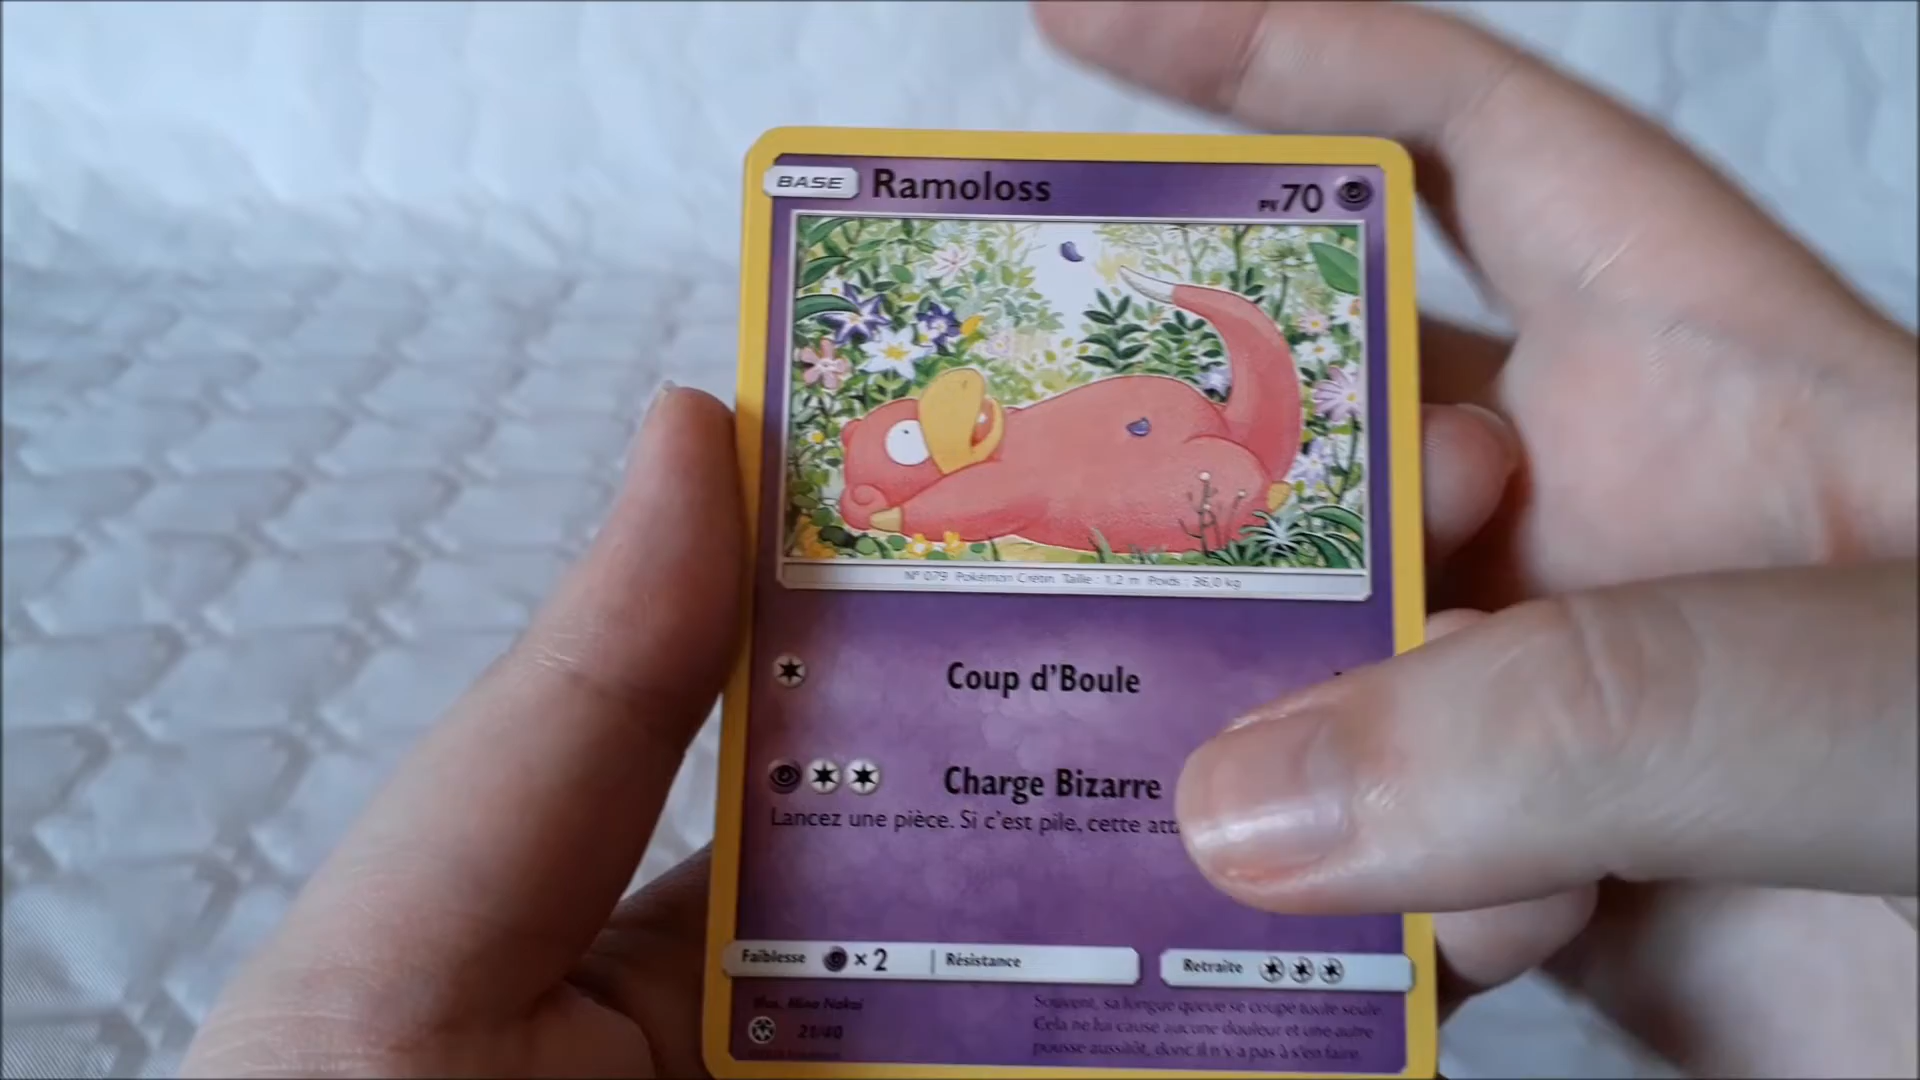 BASE Ramoloss PV 70
N° 079 Pokémon Crétin Taille : 1,2 m Poids : 36,0 kg
Coup d'Boule
Charge Bizarre
Lancez une pièce. Si c'est pile, cette att
Faiblesse ×2 Résistance Retraite
Illus. Mina Nakai
21/40
Souvent, sa longue queue se coupe toute seule.
Cela ne lui cause aucune douleur et une autre
pousse aussitôt, donc il n'y a pas à s'en faire.